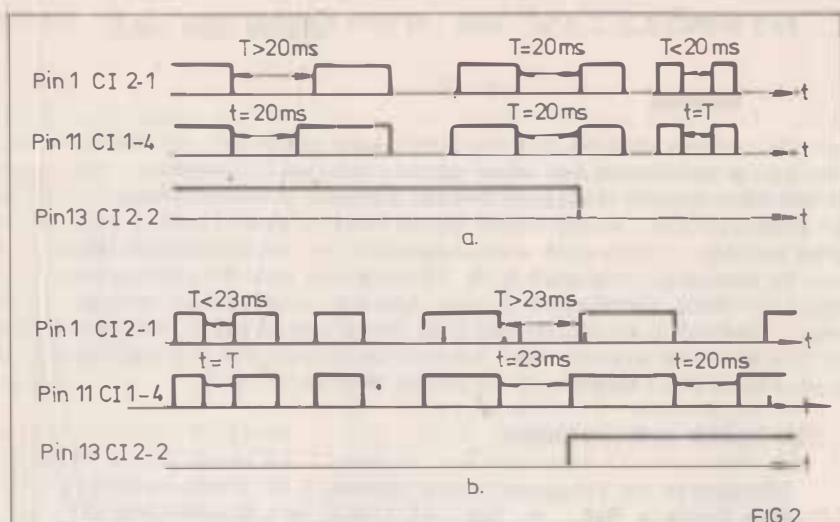 T>20ms T=20ms T<20ms
Pin 1 CI 2-1 t
t=20ms T=20ms t=T
Pin 11 CI 1-4 t
Pin13 CI 2-2 t
a.
T<23ms T>23ms
Pin 1 CI2-1 t
t=T t=23ms t=20ms
Pin 11 CI 1-4 t
Pin 13 CI 2-2 t
b.
FIG.2